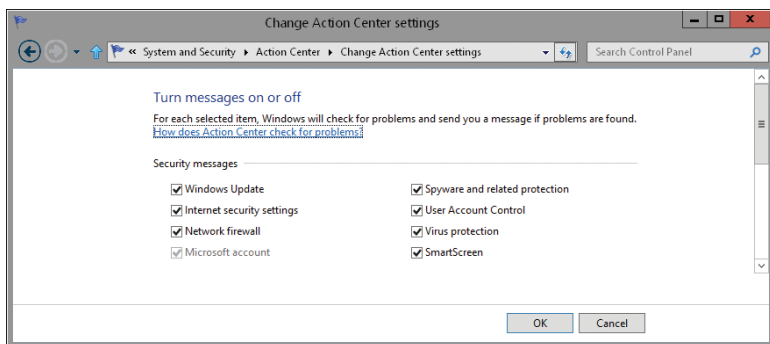 Change Action Center settings
« System and Security ▸ Action Center ▸ Change Action Center settings Search Control Panel
Turn messages on or off
For each selected item, Windows will check for problems and send you a message if problems are found.
How does Action Center check for problems?
Security messages
Windows Update Spyware and related protection
Internet security settings User Account Control
Network firewall Virus protection
Microsoft account SmartScreen
OK Cancel